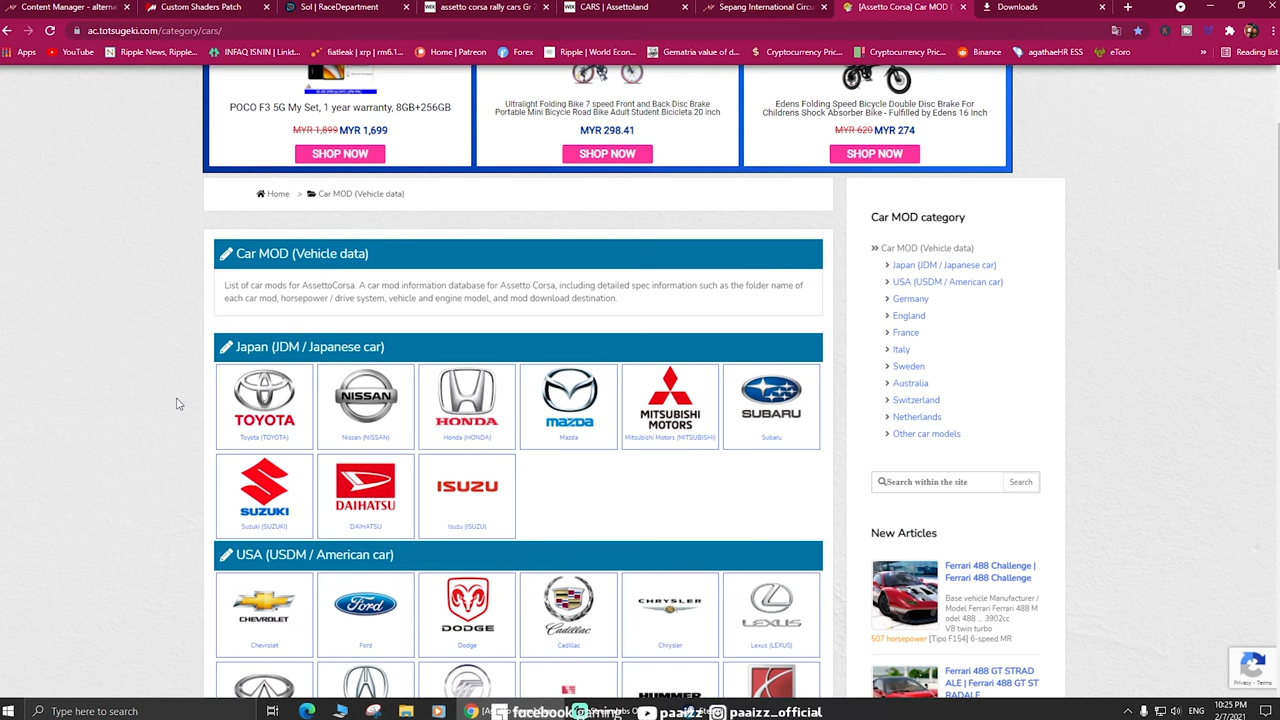 Content Manager - alternat
Custom Shaders Patch
Sol | RaceDepartment
assetto corsa rally cars Gr 2
CARS | Assettoland
Sepang International Circui
[Assetto Corsa] Car MOD (
Downloads
ac.totsugeki.com/category/cars/
Apps
YouTube
Ripple News, Ripple...
INFAQ ISNIN | Linkt...
fiatleak | xrp | rm6.1...
Home | Patreon
Forex
Ripple | World Econ...
Gematria value of d...
Cryptocurrency Pric...
Cryptocurrency Pric...
Binance
agathaeHR ESS
eToro
Reading list
POCO F3 5G My Set, 1 year warranty, 8GB+256GB
MYR 1,899 MYR 1,699
SHOP NOW
Ultralight Folding Bike 7 speed Front and Back Disc Brake
Portable Mini Bicycle Road Bike Adult Student Bicicleta 20 inch
MYR 298.41
SHOP NOW
Edens Folding Speed Bicycle Double Disc Brake For
Childrens Shock Absorber Bike - Fulfilled by Edens 16 Inch
MYR 620 MYR 274
SHOP NOW
Home > Car MOD (Vehicle data)
Car MOD (Vehicle data)
List of car mods for AssettoCorsa. A car mod information database for Assetto Corsa, including detailed spec information such as the folder name of
each car mod, horsepower / drive system, vehicle and engine model, and mod download destination.
Japan (JDM / Japanese car)
TOYOTA
Toyota (TOYOTA)
NISSAN
Nissan (NISSAN)
HONDA
Honda (HONDA)
mazda
Mazda
MITSUBISHI
MOTORS
Mitsubishi Motors (MITSUBISHI)
SUBARU
Subaru
SUZUKI
Suzuki (SUZUKI)
DAIHATSU
DAIHATSU
ISUZU
Isuzu (ISUZU)
USA (USDM / American car)
CHEVROLET
Chevrolet
Ford
Ford
DODGE
Dodge
Cadillac
Cadillac
CHRYSLER
Chrysler
LEXUS
Lexus (LEXUS)
HUMMER
Car MOD category
Car MOD (Vehicle data)
Japan (JDM / Japanese car)
USA (USDM / American car)
Germany
England
France
Italy
Sweden
Australia
Switzerland
Netherlands
Other car models
Search within the site
Search
New Articles
Ferrari 488 Challenge |
Ferrari 488 Challenge
Base vehicle Manufacturer /
Model Ferrari Ferrari 488 M
odel 488 ... 3902cc
V8 twin turbo
507 horsepower [Tipo F154] 6-speed MR
Ferrari 488 GT STRAD
ALE | Ferrari 488 GT ST
RADALE
Privacy - Terms
Type here to search
facebook gaming
paaizz
paaizz_official
ENG
10:25 PM
2/7/2021